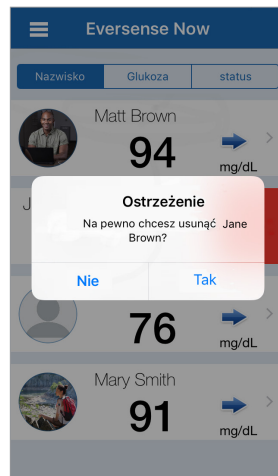 Eversense Now
Nazwisko Glukoza status
Matt Brown
94
mg/dL
J
Ostrzeżenie
Na pewno chcesz usunąć Jane
Brown?
Nie Tak
76
mg/dL
Mary Smith
91
mg/dL